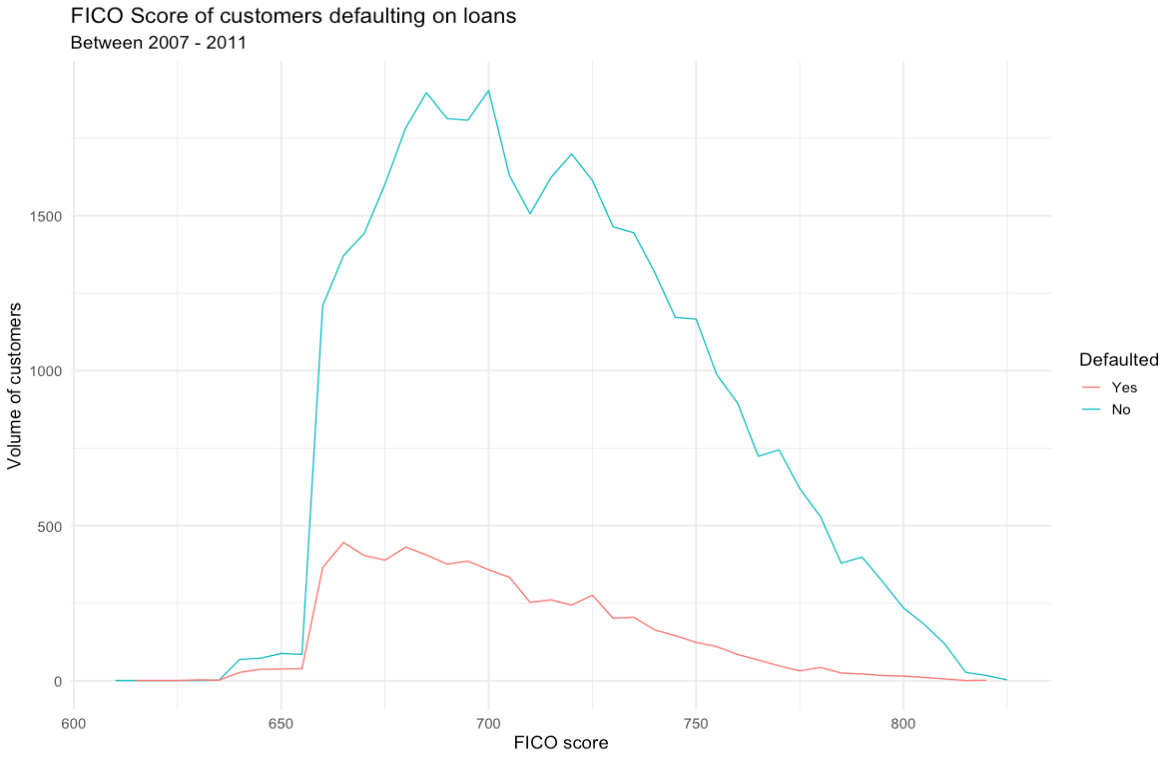 FICO Score of customers defaulting on loans
Between 2007 - 2011
Volume of customers
1500
1000
500
0
600 650 700 750 800
FICO score
Defaulted
Yes
No